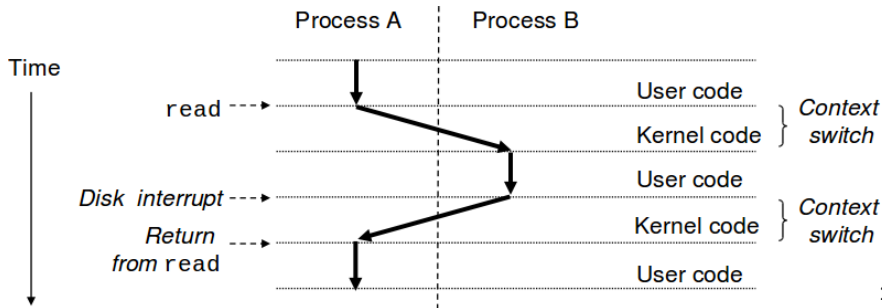 Process A
Process B
Time
User code
read
Context
switch
Kernel code
User code
Disk interrupt
Context
switch
Kernel code
Return
from read
User code